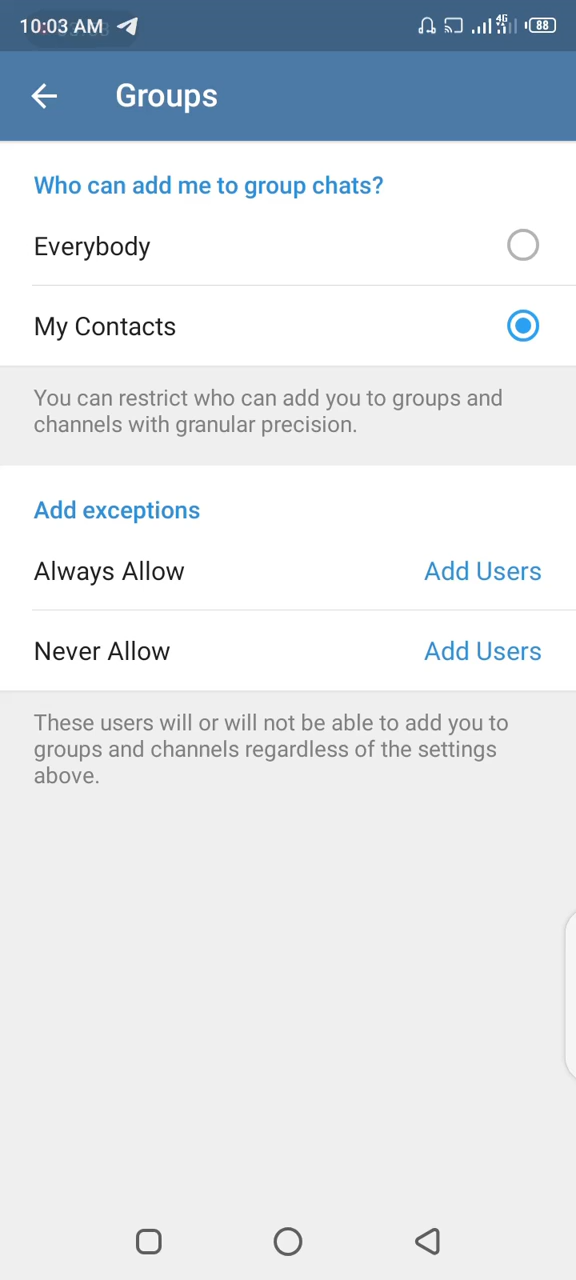 10:03 AM
4G
88
Groups
Who can add me to group chats?
Everybody
My Contacts
You can restrict who can add you to groups and
channels with granular precision.
Add exceptions
Always Allow
Add Users
Never Allow
Add Users
These users will or will not be able to add you to
groups and channels regardless of the settings
above.